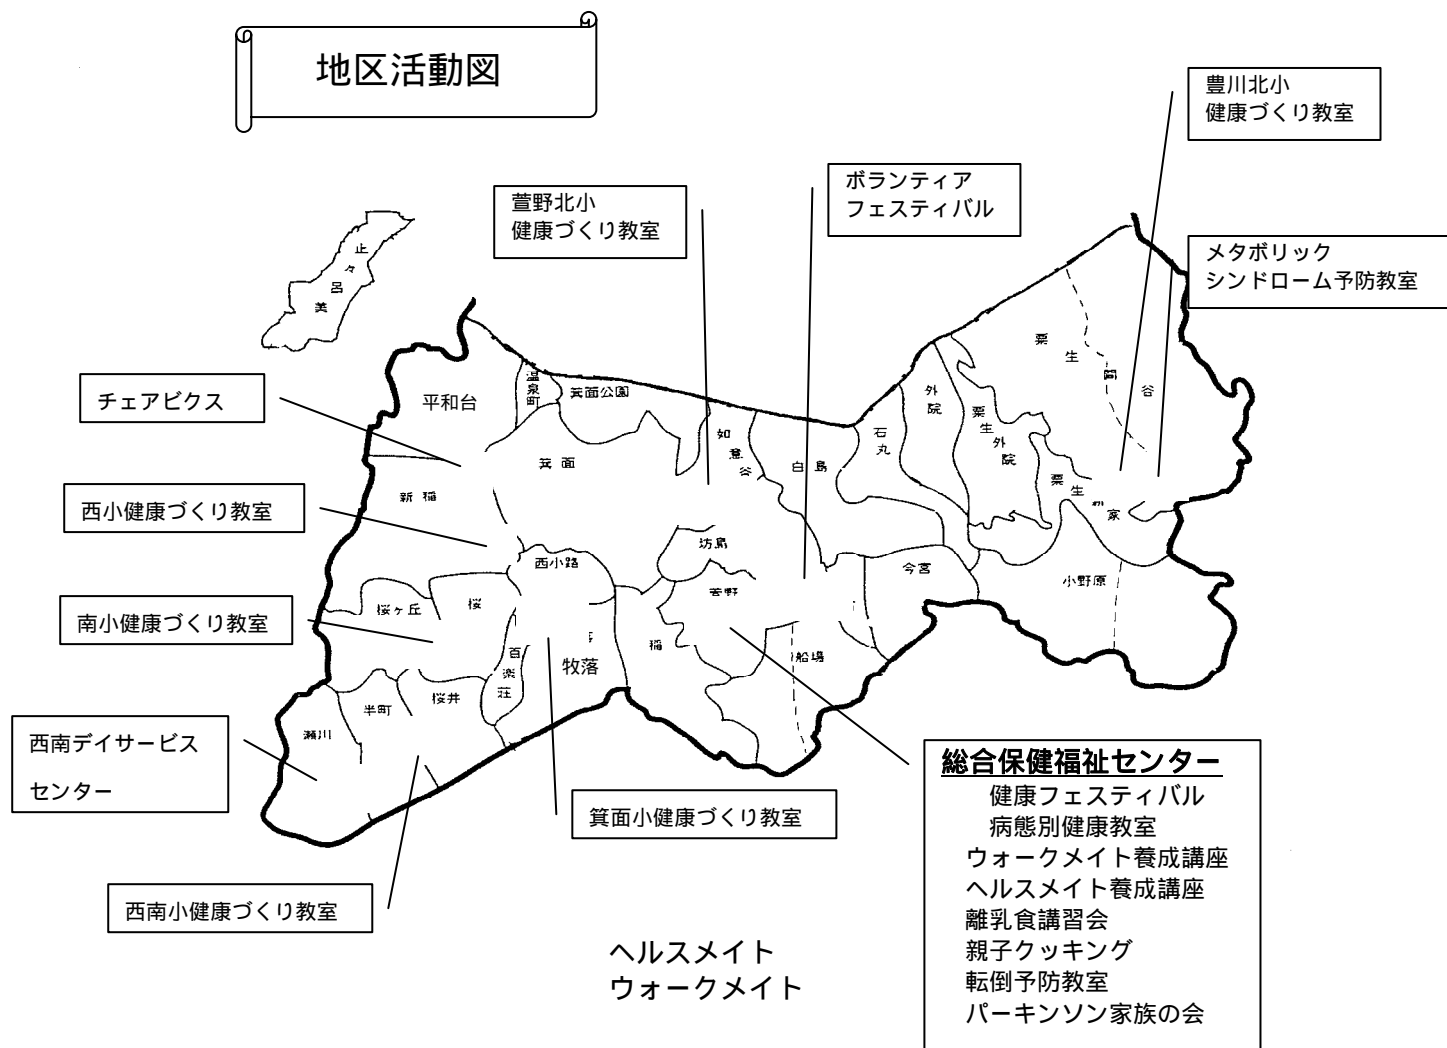 地区活動図
豊川北小
健康づくり教室
ボランティア
フェスティバル
萱野北小
健康づくり教室
メタボリック
シンドローム予防教室
止
々
呂
美
チェアビクス
西小健康づくり教室
南小健康づくり教室
西南デイサービス
センター
西南小健康づくり教室
箕面小健康づくり教室
平和台
温泉町
箕面公園
箕面
新稲
如意谷
白島
石丸
外院
粟生外院
粟生間谷
粟生新家
坊島
西小路
萱野
今宮
小野原
桜ヶ丘
桜
百楽荘
牧落
稲
船場
桜井
半町
瀬川
総合保健福祉センター
健康フェスティバル
病態別健康教室
ウォークメイト養成講座
ヘルスメイト養成講座
離乳食講習会
親子クッキング
転倒予防教室
パーキンソン家族の会
ヘルスメイト
ウォークメイト